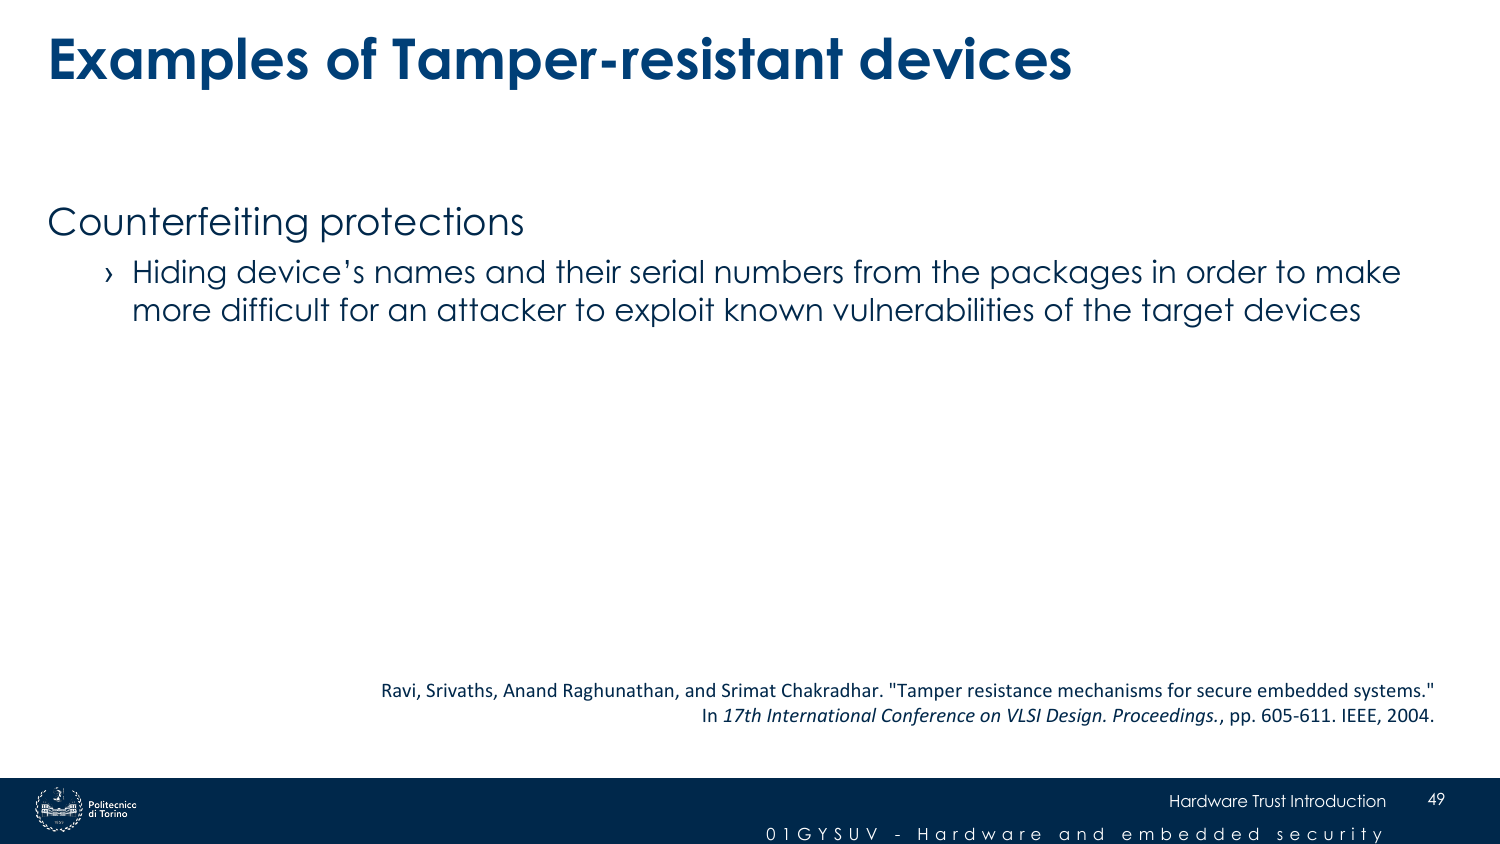 Examples of Tamper-resistant devices
Counterfeiting protections
› Hiding device’s names and their serial numbers from the packages in order to make
more difficult for an attacker to exploit known vulnerabilities of the target devices
Ravi, Srivaths, Anand Raghunathan, and Srimat Chakradhar. "Tamper resistance mechanisms for secure embedded systems."
In 17th International Conference on VLSI Design. Proceedings., pp. 605-611. IEEE, 2004.
Politecnico
di Torino
Hardware Trust Introduction 49
01GYSUV - Hardware and embedded security